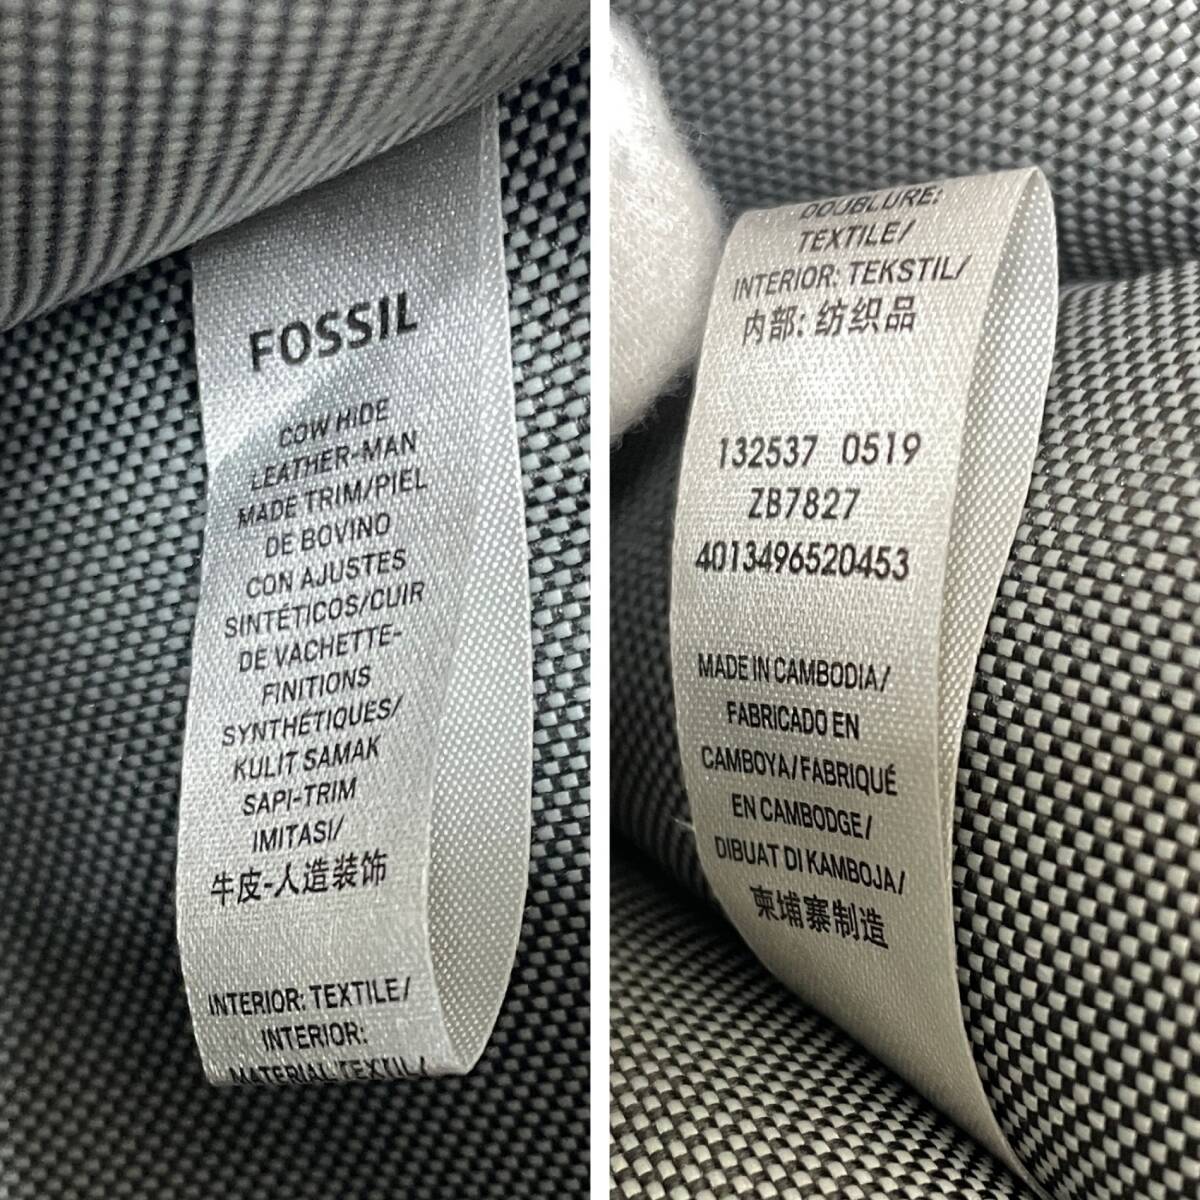 FOSSIL
COW HIDE
LEATHER-MAN
MADE TRIM/PIEL
DE BOVINO
CON AJUSTES
SINTÉTICOS/CUIR
DE VACHETTE-
FINITIONS
SYNTHÉTIQUES/
KULIT SAMAK
SAPI-TRIM
IMITASI/
牛皮-人造装饰
INTERIOR: TEXTILE/
INTERIOR:
MATERIAL TEXTIL/
DOUBLURE:
TEXTILE/
INTERIOR: TEKSTIL/
内部: 纺织品
132537 0519
ZB7827
4013496520453
MADE IN CAMBODIA/
FABRICADO EN
CAMBOYA/FABRIQUÉ
EN CAMBODGE/
DIBUAT DI KAMBOJA/
柬埔寨制造